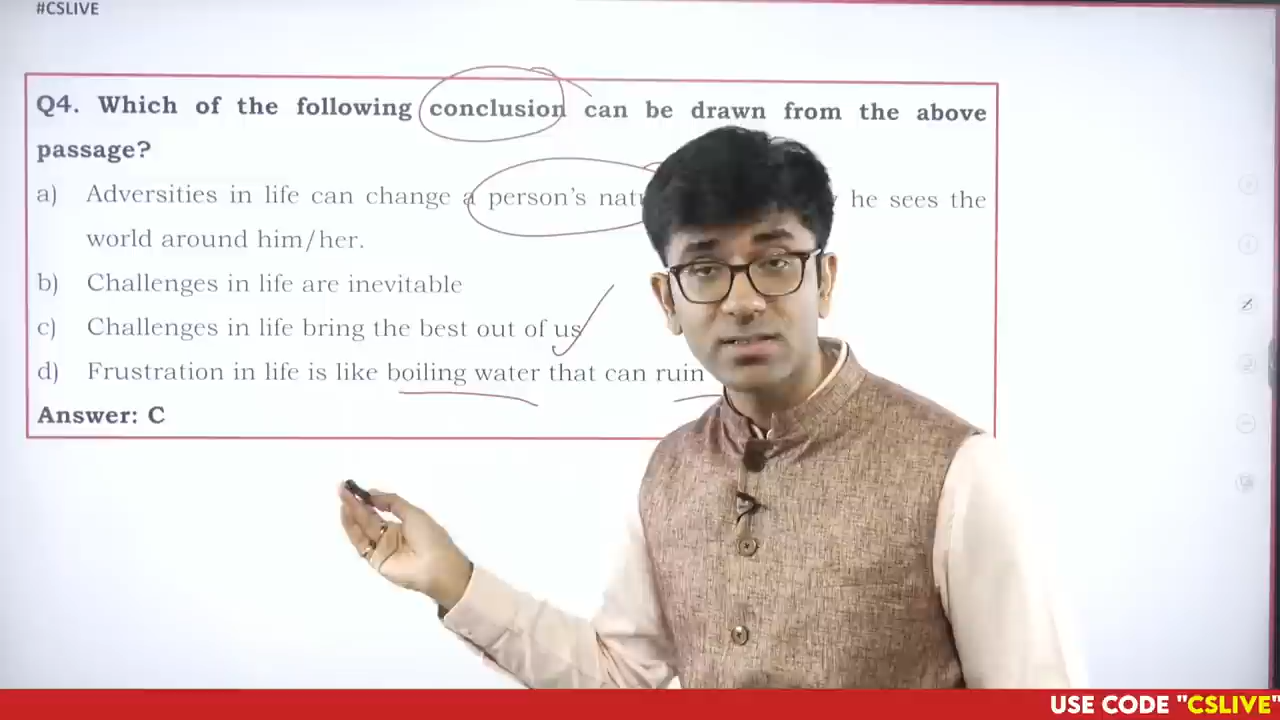 #CSLIVE
Q4. Which of the following conclusion can be drawn from the above
passage?
a) Adversities in life can change a person's he sees the
world around him/her.
b) Challenges in life are inevitable
c) Challenges in life bring the best out of us
d) Frustration in life is like boiling water that can ruin
Answer: C
USE CODE "CSLIVE"